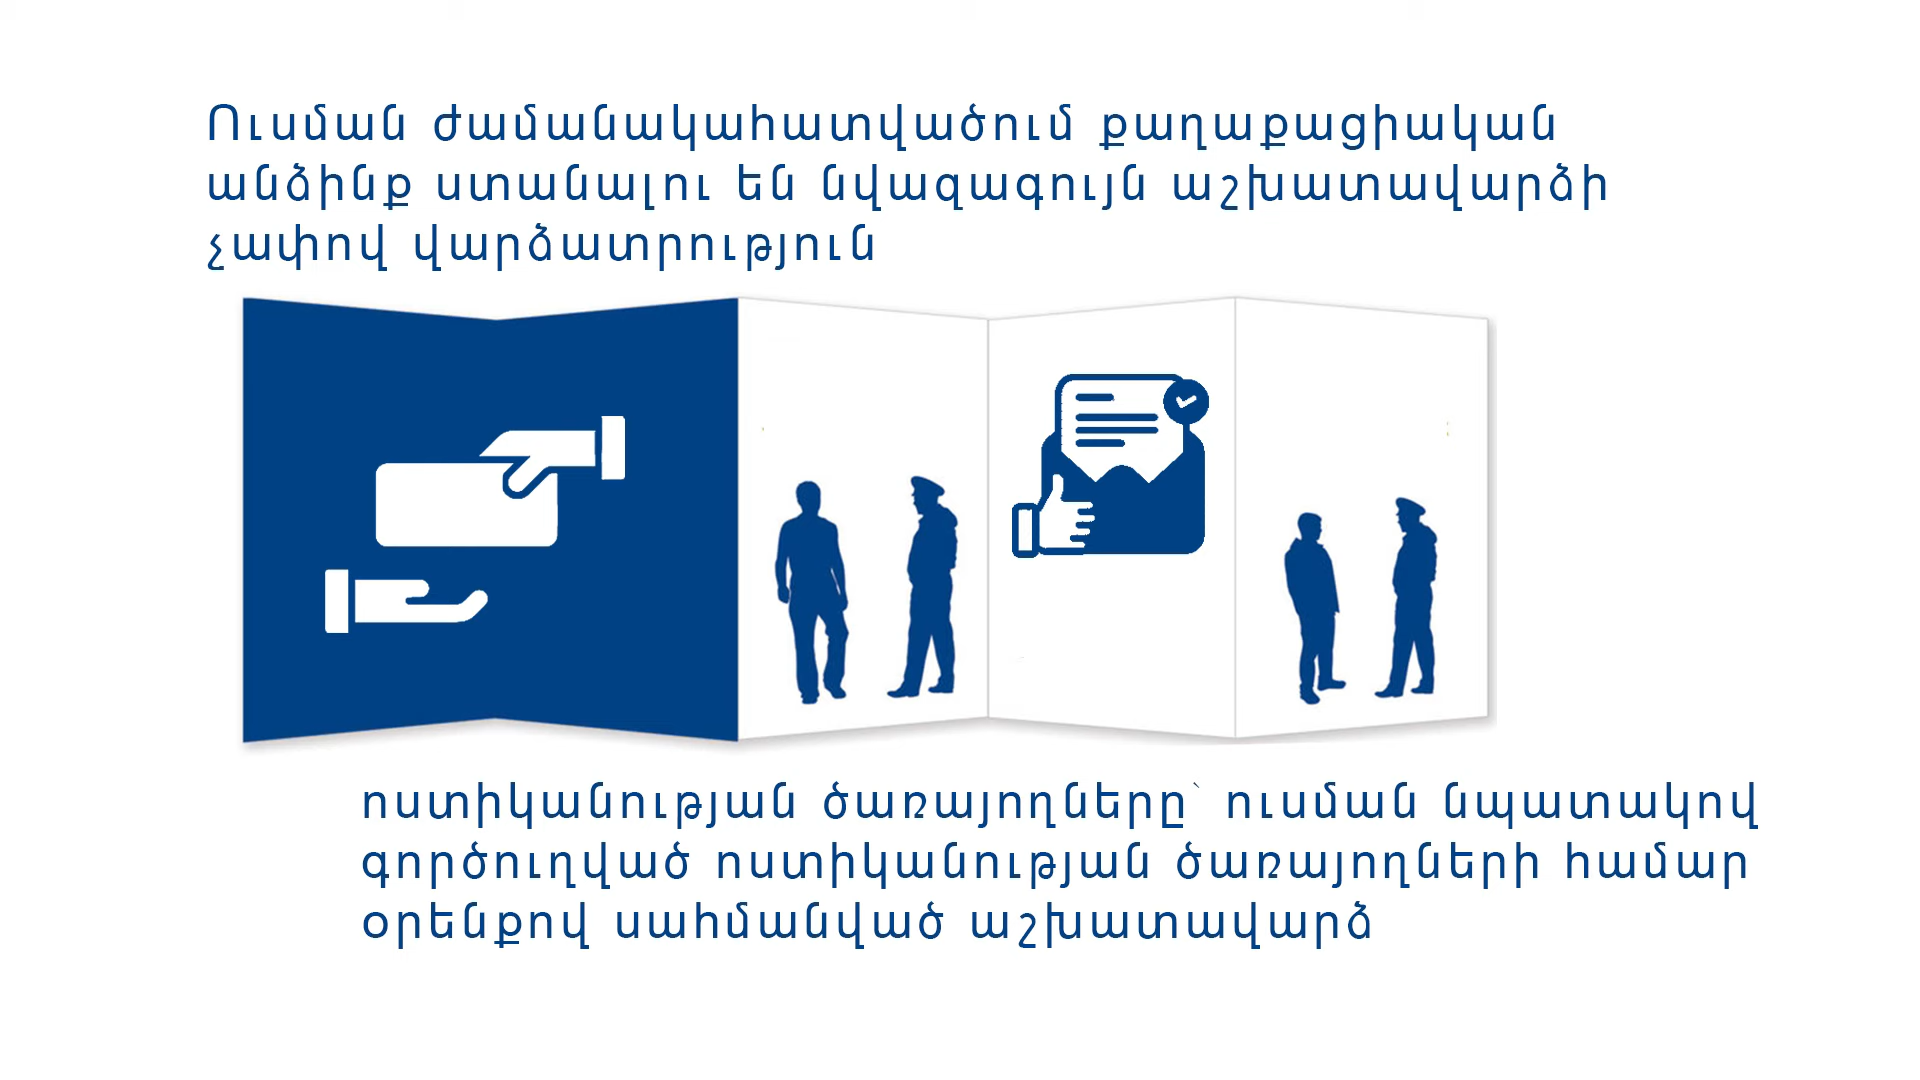 Ուսման ժամանակահատվածում քաղաքացիական
անձինք ստանալու են նվազագույն աշխատավարձի
չափով վարձատրություն
ոստիկանության ծառայողները՝ ուսման նպատակով
գործուղված ոստիկանության ծառայողների համար
օրենքով սահմանված աշխատավարձ